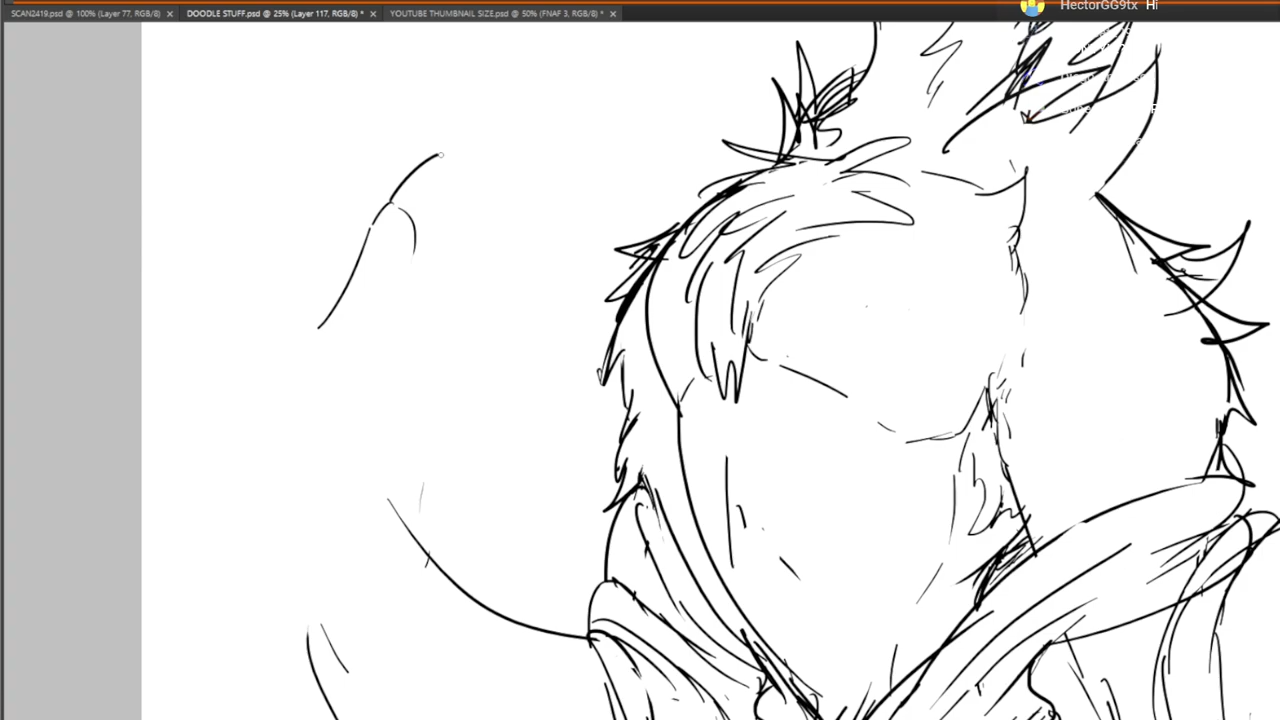 HectorGG9tx Hi
SCAN2419.psd @ 100% (Layer 77, RGB/8) ×
DOODLE STUFF.psd @ 25% (Layer 117, RGB/8) * ×
YOUTUBE THUMBNAIL SIZE.psd @ 50% (FNAF 3, RGB/8) * ×